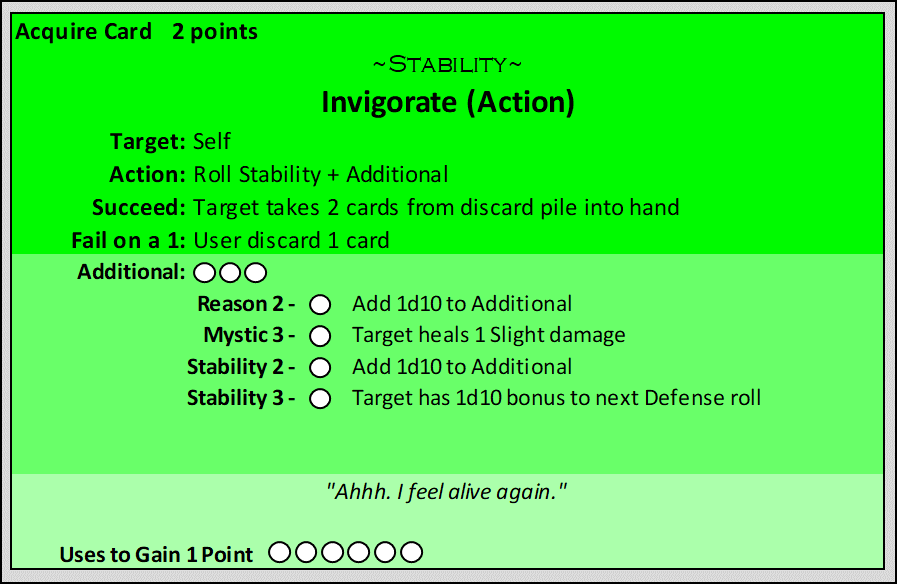 Acquire Card 2 points
~Stability~
Invigorate (Action)
Target: Self
Action: Roll Stability + Additional
Succeed: Target takes 2 cards from discard pile into hand
Fail on a 1: User discard 1 card
Additional:
Reason 2 - Add 1d10 to Additional
Mystic 3 - Target heals 1 Slight damage
Stability 2 - Add 1d10 to Additional
Stability 3 - Target has 1d10 bonus to next Defense roll
"Ahhh. I feel alive again."
Uses to Gain 1 Point